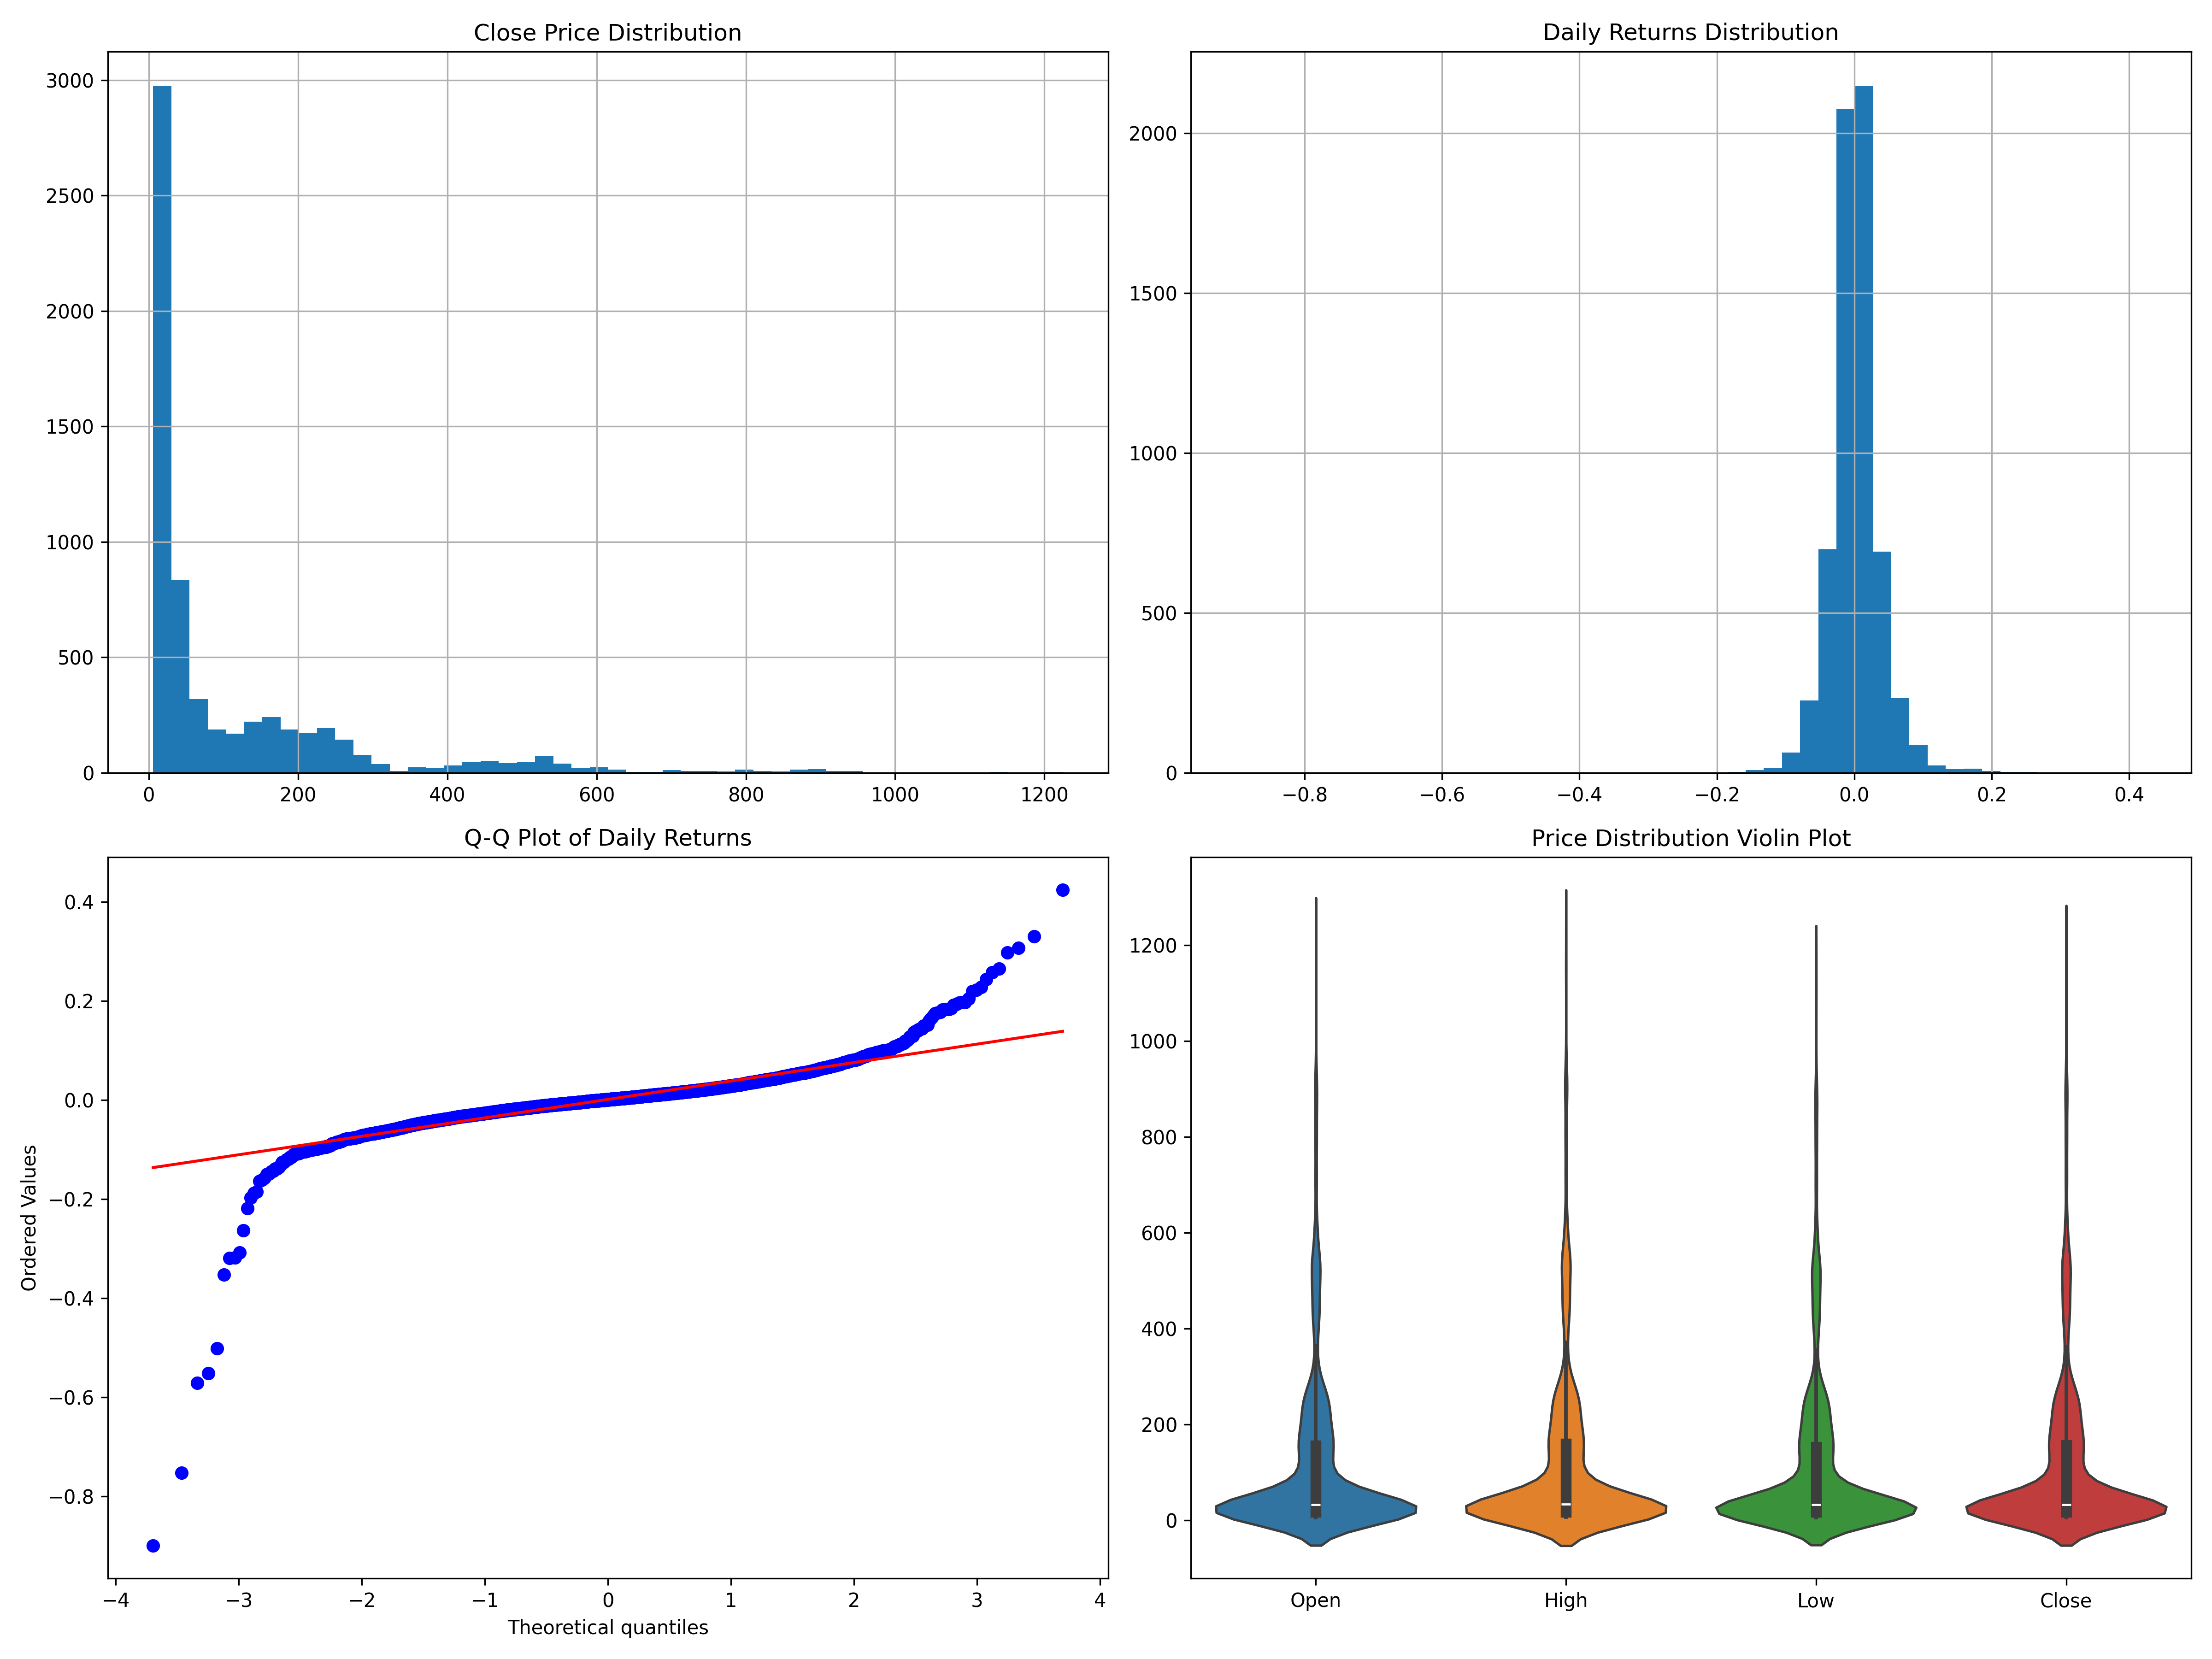 Close Price Distribution
3000
2500
2000
1500
1000
500
0
0 200 400 600 800 1000 1200
Daily Returns Distribution
2000
1500
1000
500
0
−0.8 −0.6 −0.4 −0.2 0.0 0.2 0.4
Q-Q Plot of Daily Returns
Ordered Values
0.4
0.2
0.0
−0.2
−0.4
−0.6
−0.8
−4 −3 −2 −1 0 1 2 3 4
Theoretical quantiles
Price Distribution Violin Plot
1200
1000
800
600
400
200
0
Open High Low Close